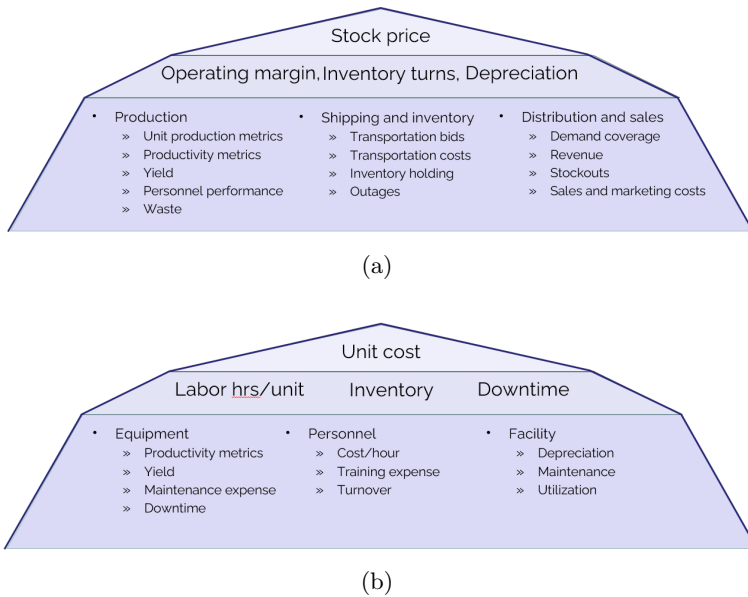 Stock price
Operating margin, Inventory turns, Depreciation
• Production
» Unit production metrics
» Productivity metrics
» Yield
» Personnel performance
» Waste
• Shipping and inventory
» Transportation bids
» Transportation costs
» Inventory holding
» Outages
• Distribution and sales
» Demand coverage
» Revenue
» Stockouts
» Sales and marketing costs
(a)
Unit cost
Labor hrs/unit Inventory Downtime
• Equipment
» Productivity metrics
» Yield
» Maintenance expense
» Downtime
• Personnel
» Cost/hour
» Training expense
» Turnover
• Facility
» Depreciation
» Maintenance
» Utilization
(b)